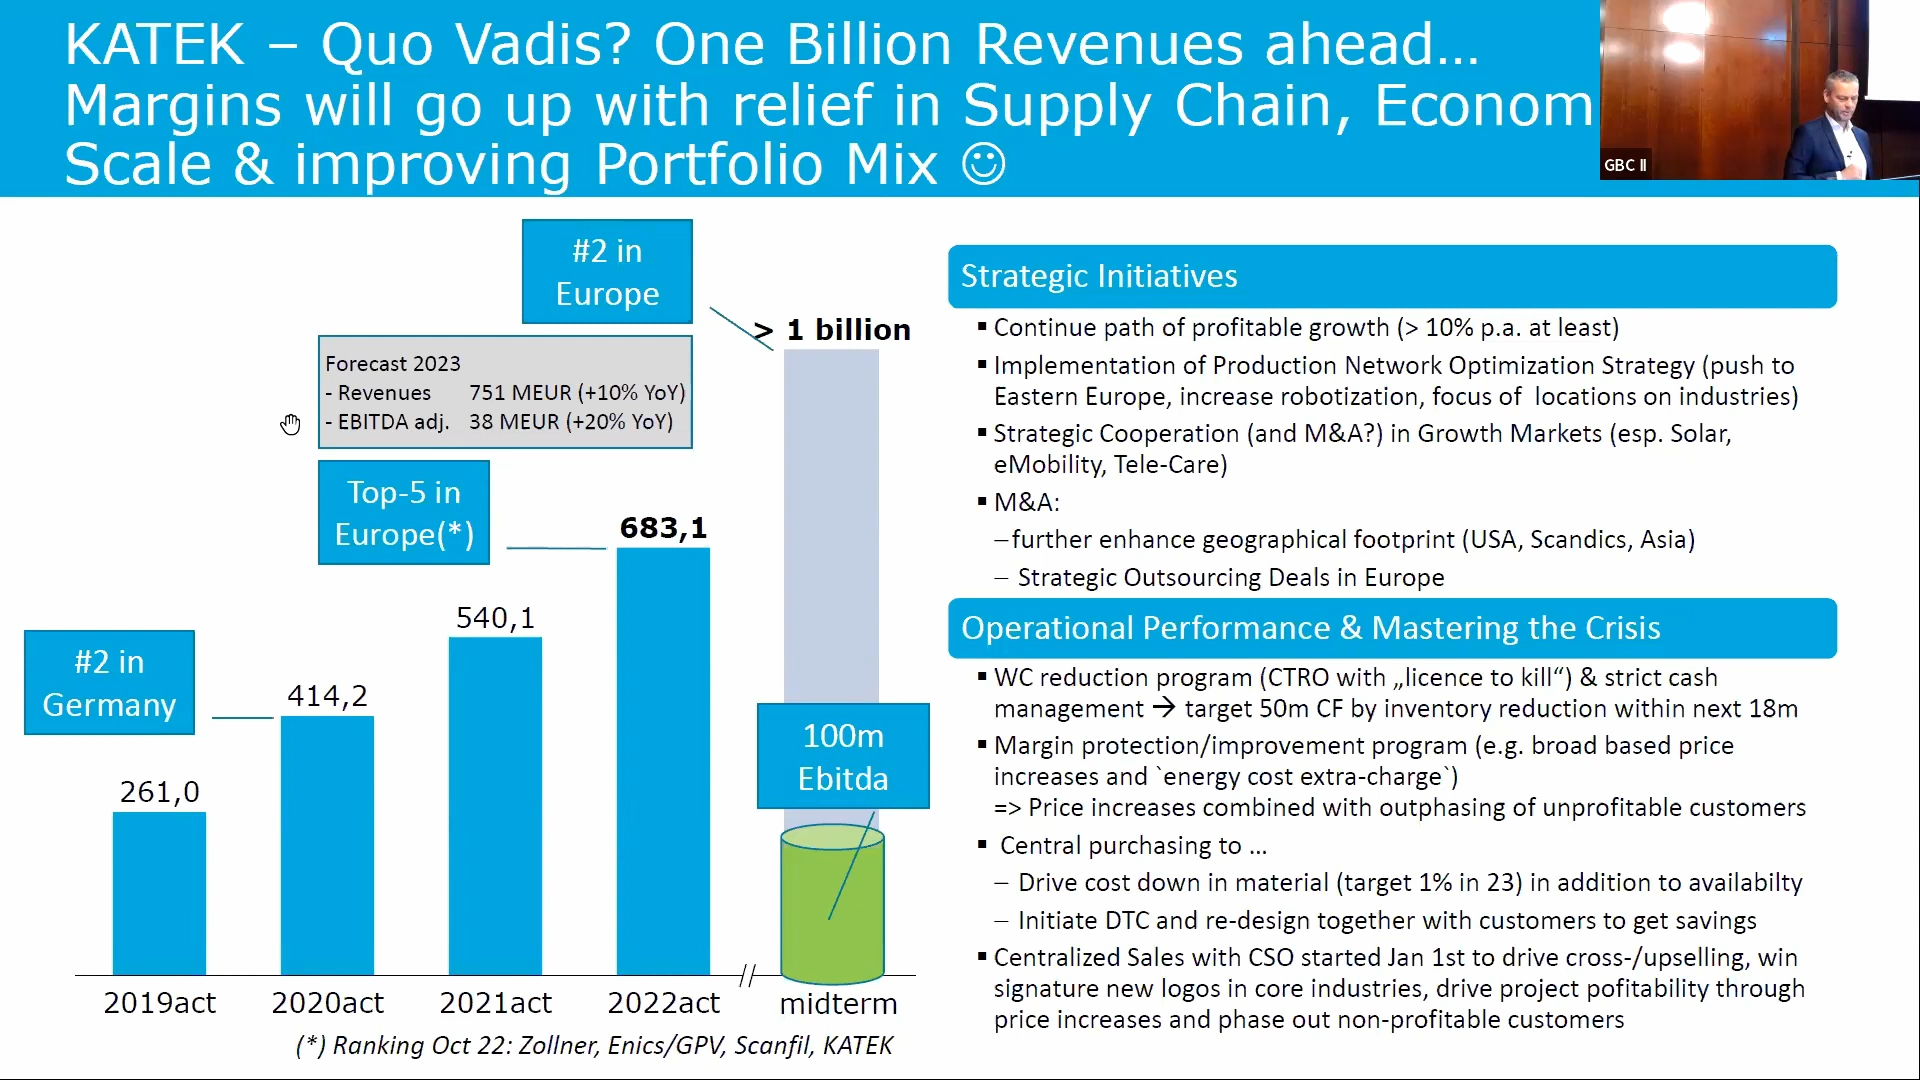 KATEK – Quo Vadis? One Billion Revenues ahead…
Margins will go up with relief in Supply Chain, Econom
Scale & improving Portfolio Mix ☺
GBC II
#2 in
Europe
> 1 billion
Forecast 2023
- Revenues 751 MEUR (+10% YoY)
- EBITDA adj. 38 MEUR (+20% YoY)
Top-5 in
Europe(*)
683,1
540,1
#2 in
Germany
414,2
261,0
100m
Ebitda
2019act 2020act 2021act 2022act // midterm
(*) Ranking Oct 22: Zollner, Enics/GPV, Scanfil, KATEK
Strategic Initiatives
▪ Continue path of profitable growth (> 10% p.a. at least)
▪ Implementation of Production Network Optimization Strategy (push to
Eastern Europe, increase robotization, focus of locations on industries)
▪ Strategic Cooperation (and M&A?) in Growth Markets (esp. Solar,
eMobility, Tele-Care)
▪ M&A:
– further enhance geographical footprint (USA, Scandics, Asia)
– Strategic Outsourcing Deals in Europe
Operational Performance & Mastering the Crisis
▪ WC reduction program (CTRO with „licence to kill“) & strict cash
management → target 50m CF by inventory reduction within next 18m
▪ Margin protection/improvement program (e.g. broad based price
increases and `energy cost extra-charge`)
=> Price increases combined with outphasing of unprofitable customers
▪ Central purchasing to …
– Drive cost down in material (target 1% in 23) in addition to availabilty
– Initiate DTC and re-design together with customers to get savings
▪ Centralized Sales with CSO started Jan 1st to drive cross-/upselling, win
signature new logos in core industries, drive project pofitability through
price increases and phase out non-profitable customers